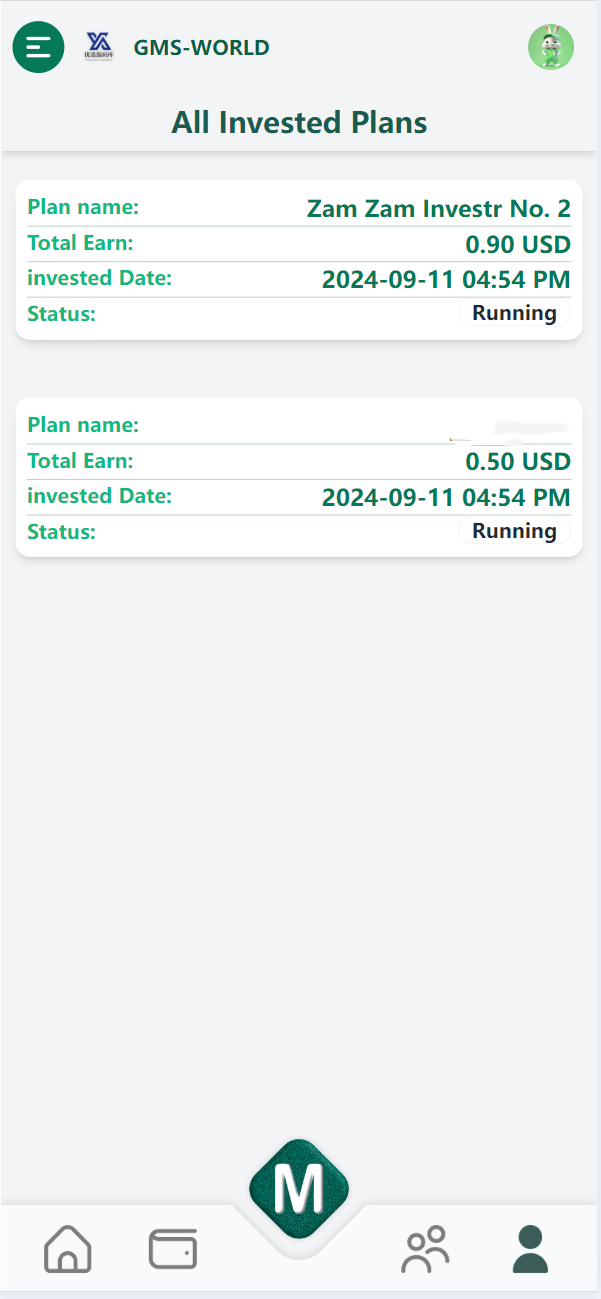 GMS-WORLD
All Invested Plans
Plan name: Zam Zam Investr No. 2
Total Earn: 0.90 USD
invested Date: 2024-09-11 04:54 PM
Status: Running
Plan name:
Total Earn: 0.50 USD
invested Date: 2024-09-11 04:54 PM
Status: Running
M